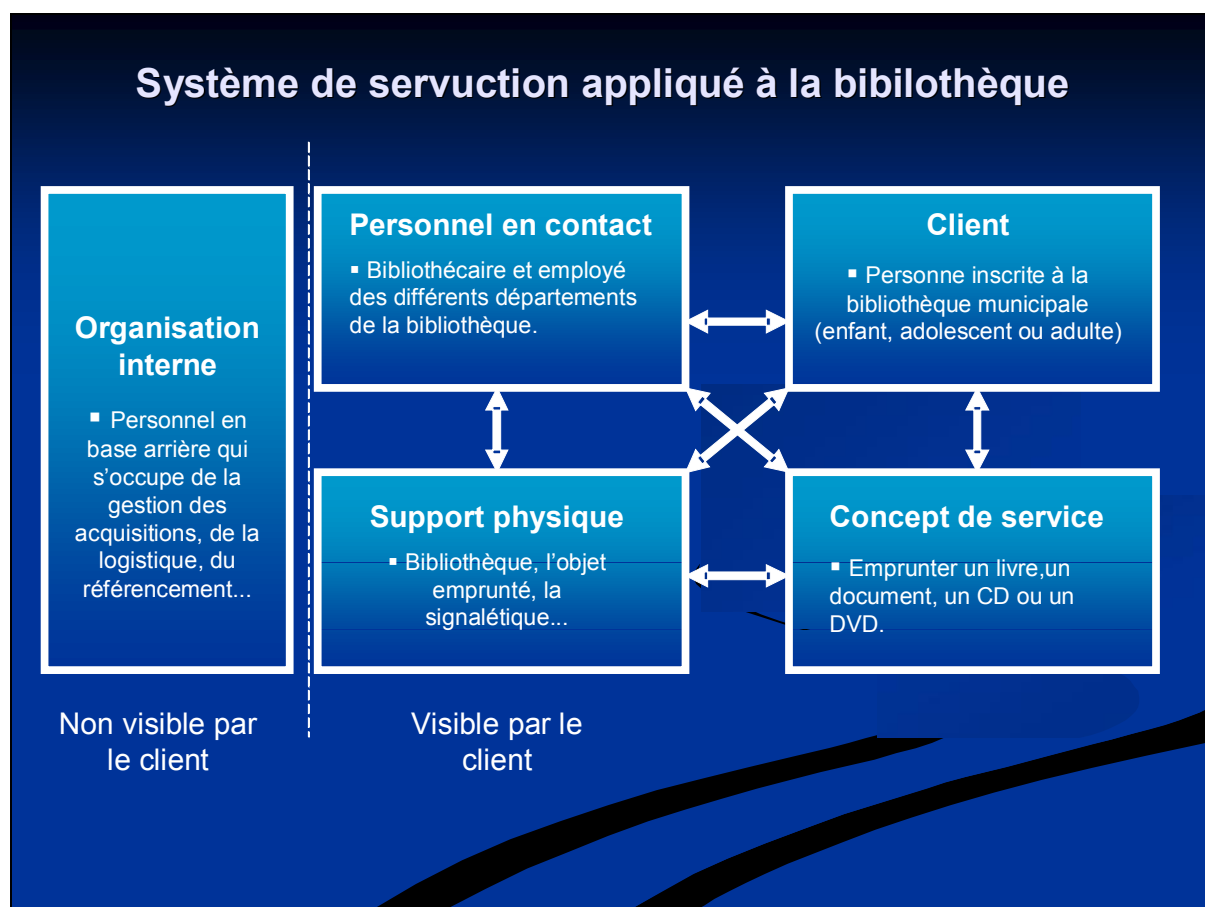 Système de servuction appliqué à la bibilothèque
Organisation
interne
▪ Personnel en
base arrière qui
s’occupe de la
gestion des
acquisitions, de la
logistique, du
référencement...
Personnel en contact
▪ Bibliothécaire et employé
des différents départements
de la bibliothèque.
Client
▪ Personne inscrite à la
bibliothèque municipale
(enfant, adolescent ou adulte)
Support physique
▪ Bibliothèque, l’objet
emprunté, la
signalétique...
Concept de service
▪ Emprunter un livre,un
document, un CD ou un
DVD.
Non visible par
le client
Visible par le
client